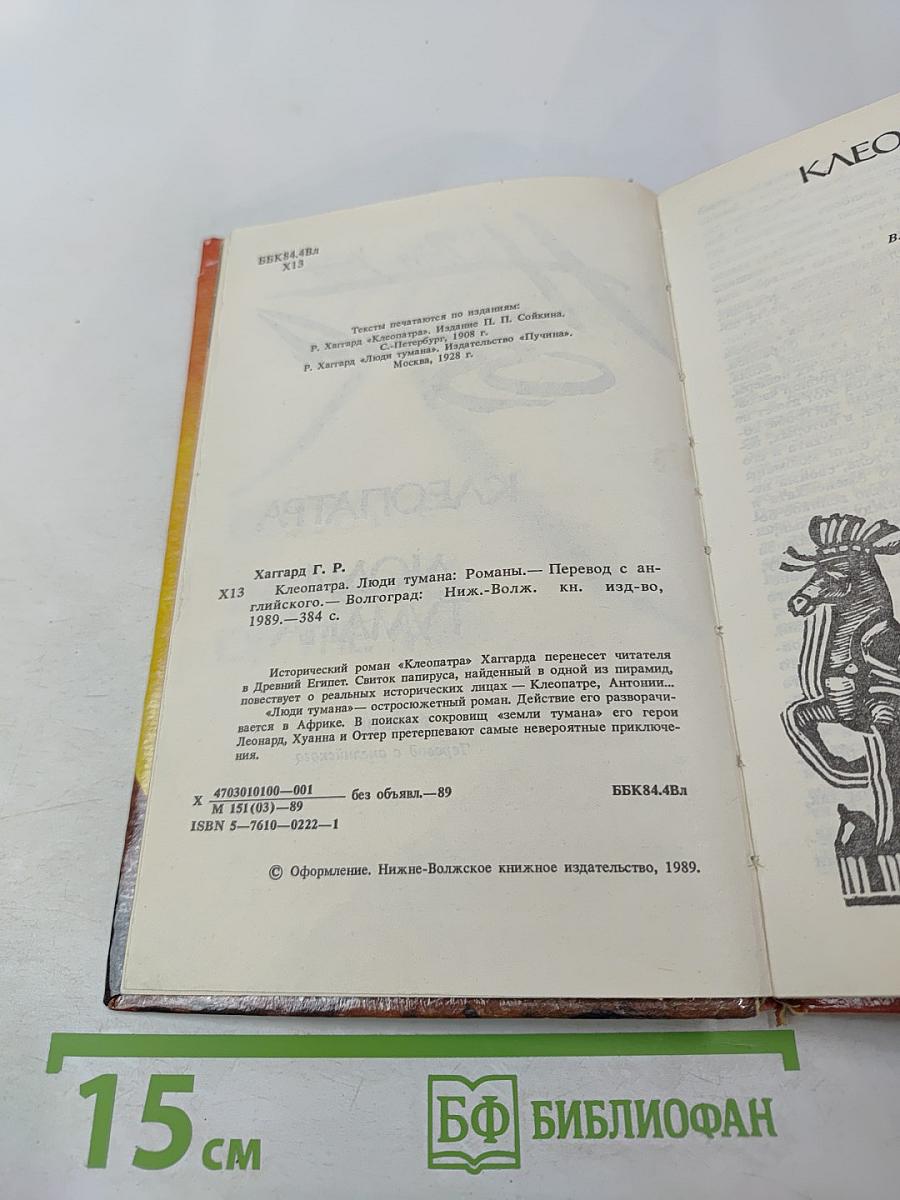 ББК84.4Вл
Х13
Тексты печатаются по изданиям:
Р. Хаггард «Клеопатра». Издание П. П. Сойкина.
С.-Петербург, 1908 г.
Р. Хаггард «Люди тумана». Издательство «Пучина».
Москва, 1928 г.
Хаггард Г. Р.
Х13 Клеопатра. Люди тумана: Романы.— Перевод с ан-
глийского.— Волгоград: Ниж.-Волж. кн. изд-во,
1989.—384 с.
Исторический роман «Клеопатра» Хаггарда перенесет читателя
в Древний Египет. Свиток папируса, найденный в одной из пирамид,
повествует о реальных исторических лицах — Клеопатре, Антонии...
«Люди тумана»— остросюжетный роман. Действие его разворачи-
вается в Африке. В поисках сокровищ «земли тумана» его герои
Леонард, Хуанна и Оттер претерпевают самые невероятные приключе-
ния.
Х 4703010100—001 без объявл.—89 ББК84.4Вл
М 151(03)—89
ISBN 5—7610—0222—1
© Оформление. Нижне-Волжское книжное издательство, 1989.
КЛЕО
В.
15 см
БФ БИБЛИОФАН